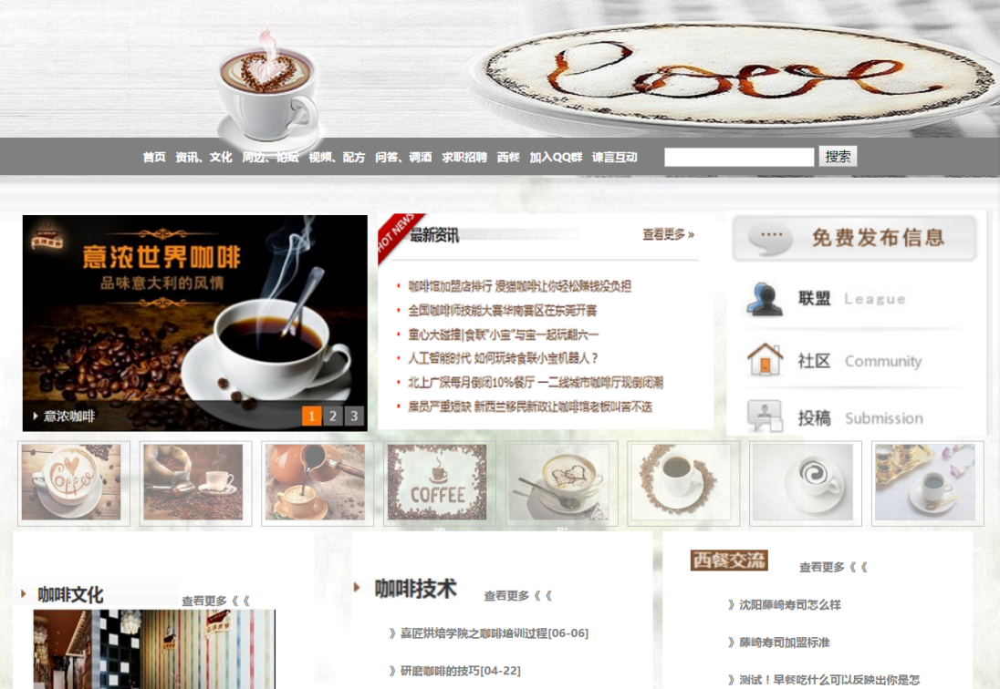 Love
首页 资讯、文化 周边、论坛 视频、配方 问答、调酒 求职招聘 西餐 加入QQ群 谏言互动
搜索
意浓世界咖啡
品味意大利的风情
意浓咖啡
1 2 3
HOT NEWS
最新资讯
查看更多 »
咖啡馆加盟店排行 漫猫咖啡让你轻松赚钱没负担
全国咖啡师技能大赛华南赛区在东莞开赛
童心大碰撞|食联“小宝”与宝一起玩翻六一
人工智能时代 如何玩转食联小宝机器人？
北上广深每月倒闭10%餐厅 一二线城市咖啡厅现倒闭潮
雇员严重短缺 新西兰移民新政让咖啡馆老板叫苦不迭
免费发布信息
联盟 League
社区 Community
投稿 Submission
Coffee
COFFEE
咖啡文化
查看更多《《
咖啡技术
查看更多《《
》嘉匠烘焙学院之咖啡培训过程[06-06]
》研磨咖啡的技巧[04-22]
西餐交流
查看更多《《
》沈阳藤崎寿司怎么样
》藤崎寿司加盟标准
》测试！早餐吃什么可以反映出你是怎